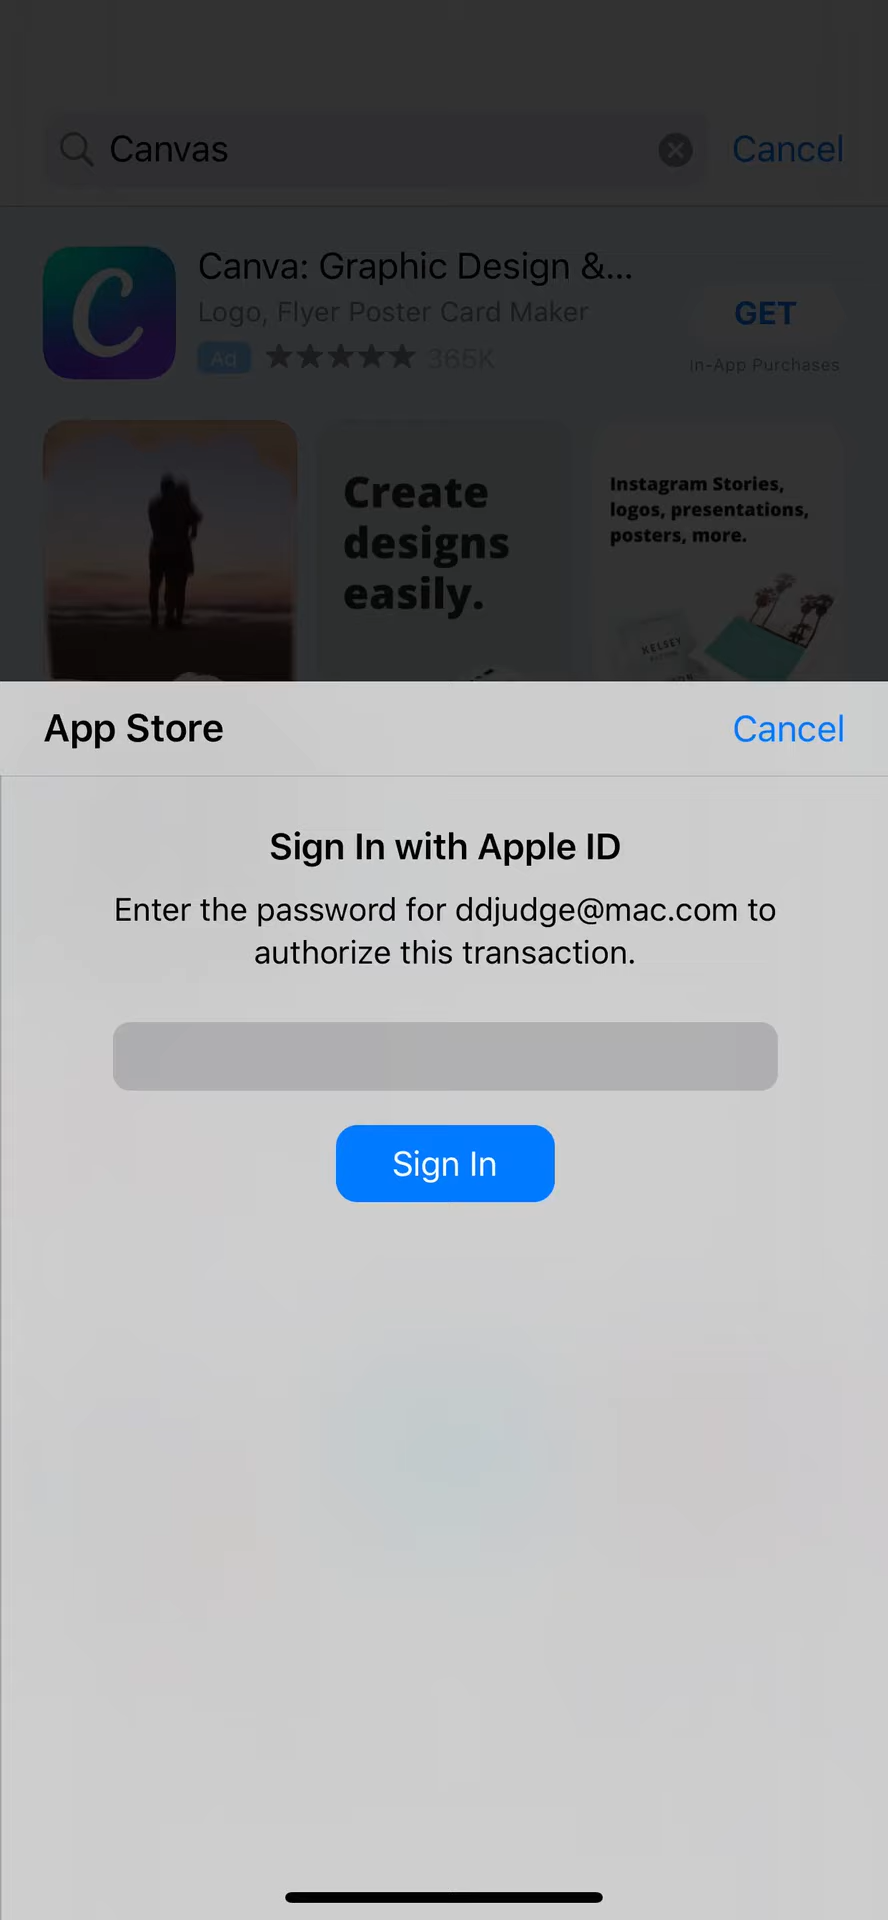 Canvas
Cancel
Canva: Graphic Design &...
Logo, Flyer Poster Card Maker
GET
Ad
365K
In-App Purchases
Create
designs
easily.
Instagram Stories,
logos, presentations,
posters, more.
KELSEY
App Store
Cancel
Sign In with Apple ID
Enter the password for ddjudge@mac.com to
authorize this transaction.
Sign In